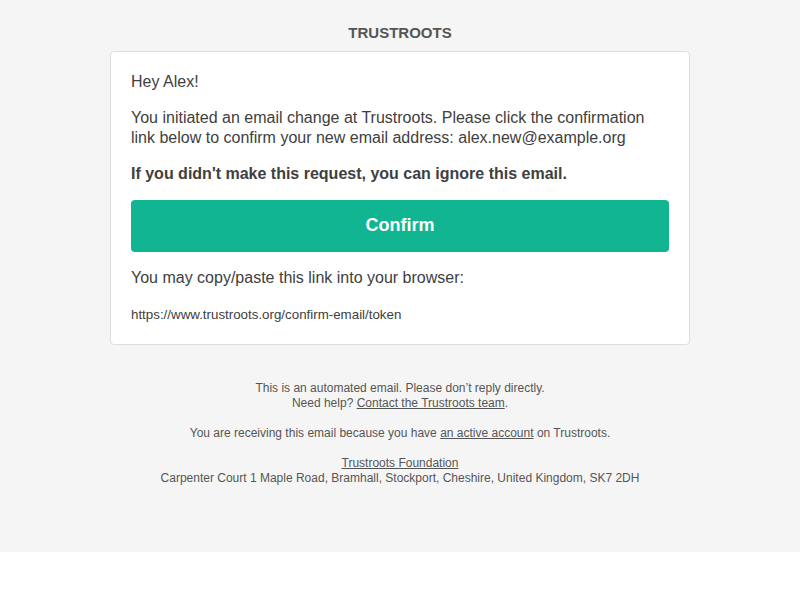 TRUSTROOTS
Hey Alex!
You initiated an email change at Trustroots. Please click the confirmation
link below to confirm your new email address: alex.new@example.org
If you didn't make this request, you can ignore this email.
Confirm
You may copy/paste this link into your browser:
https://www.trustroots.org/confirm-email/token
This is an automated email. Please don’t reply directly.
Need help? Contact the Trustroots team.
You are receiving this email because you have an active account on Trustroots.
Trustroots Foundation
Carpenter Court 1 Maple Road, Bramhall, Stockport, Cheshire, United Kingdom, SK7 2DH